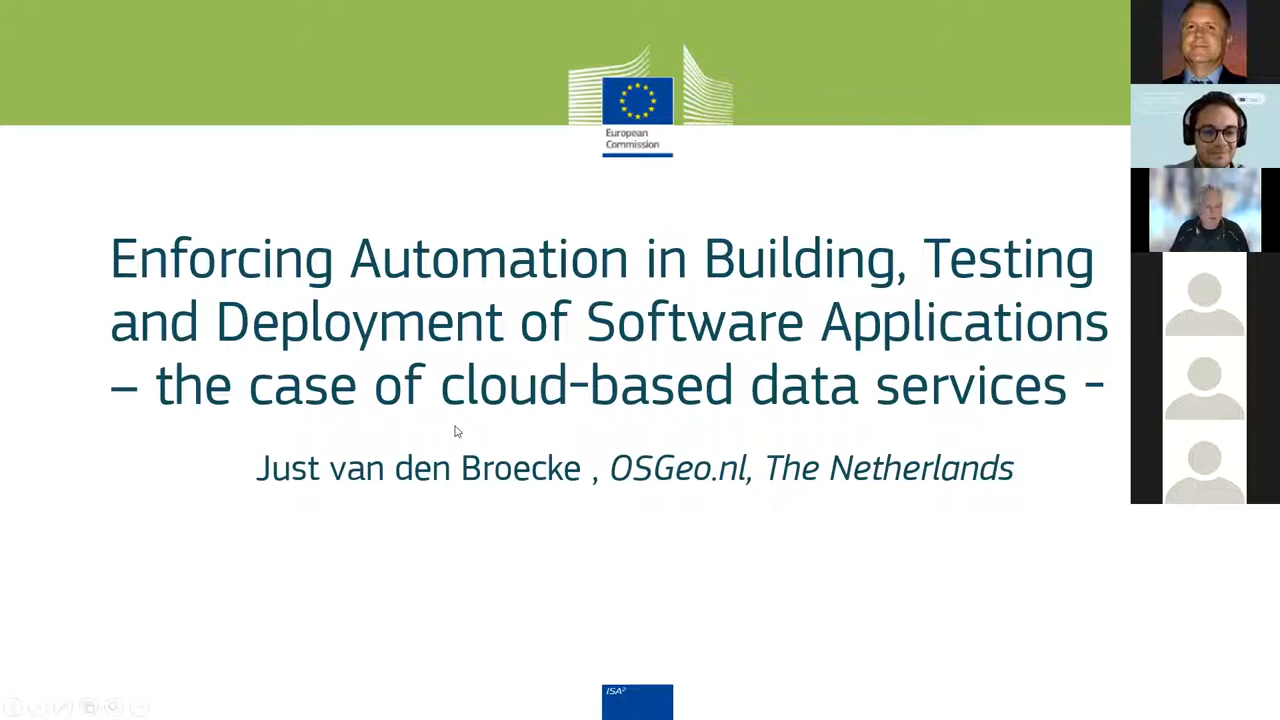 European
Commission
Enforcing Automation in Building, Testing
and Deployment of Software Applications
– the case of cloud-based data services -
Just van den Broecke , OSGeo.nl, The Netherlands
ISA²